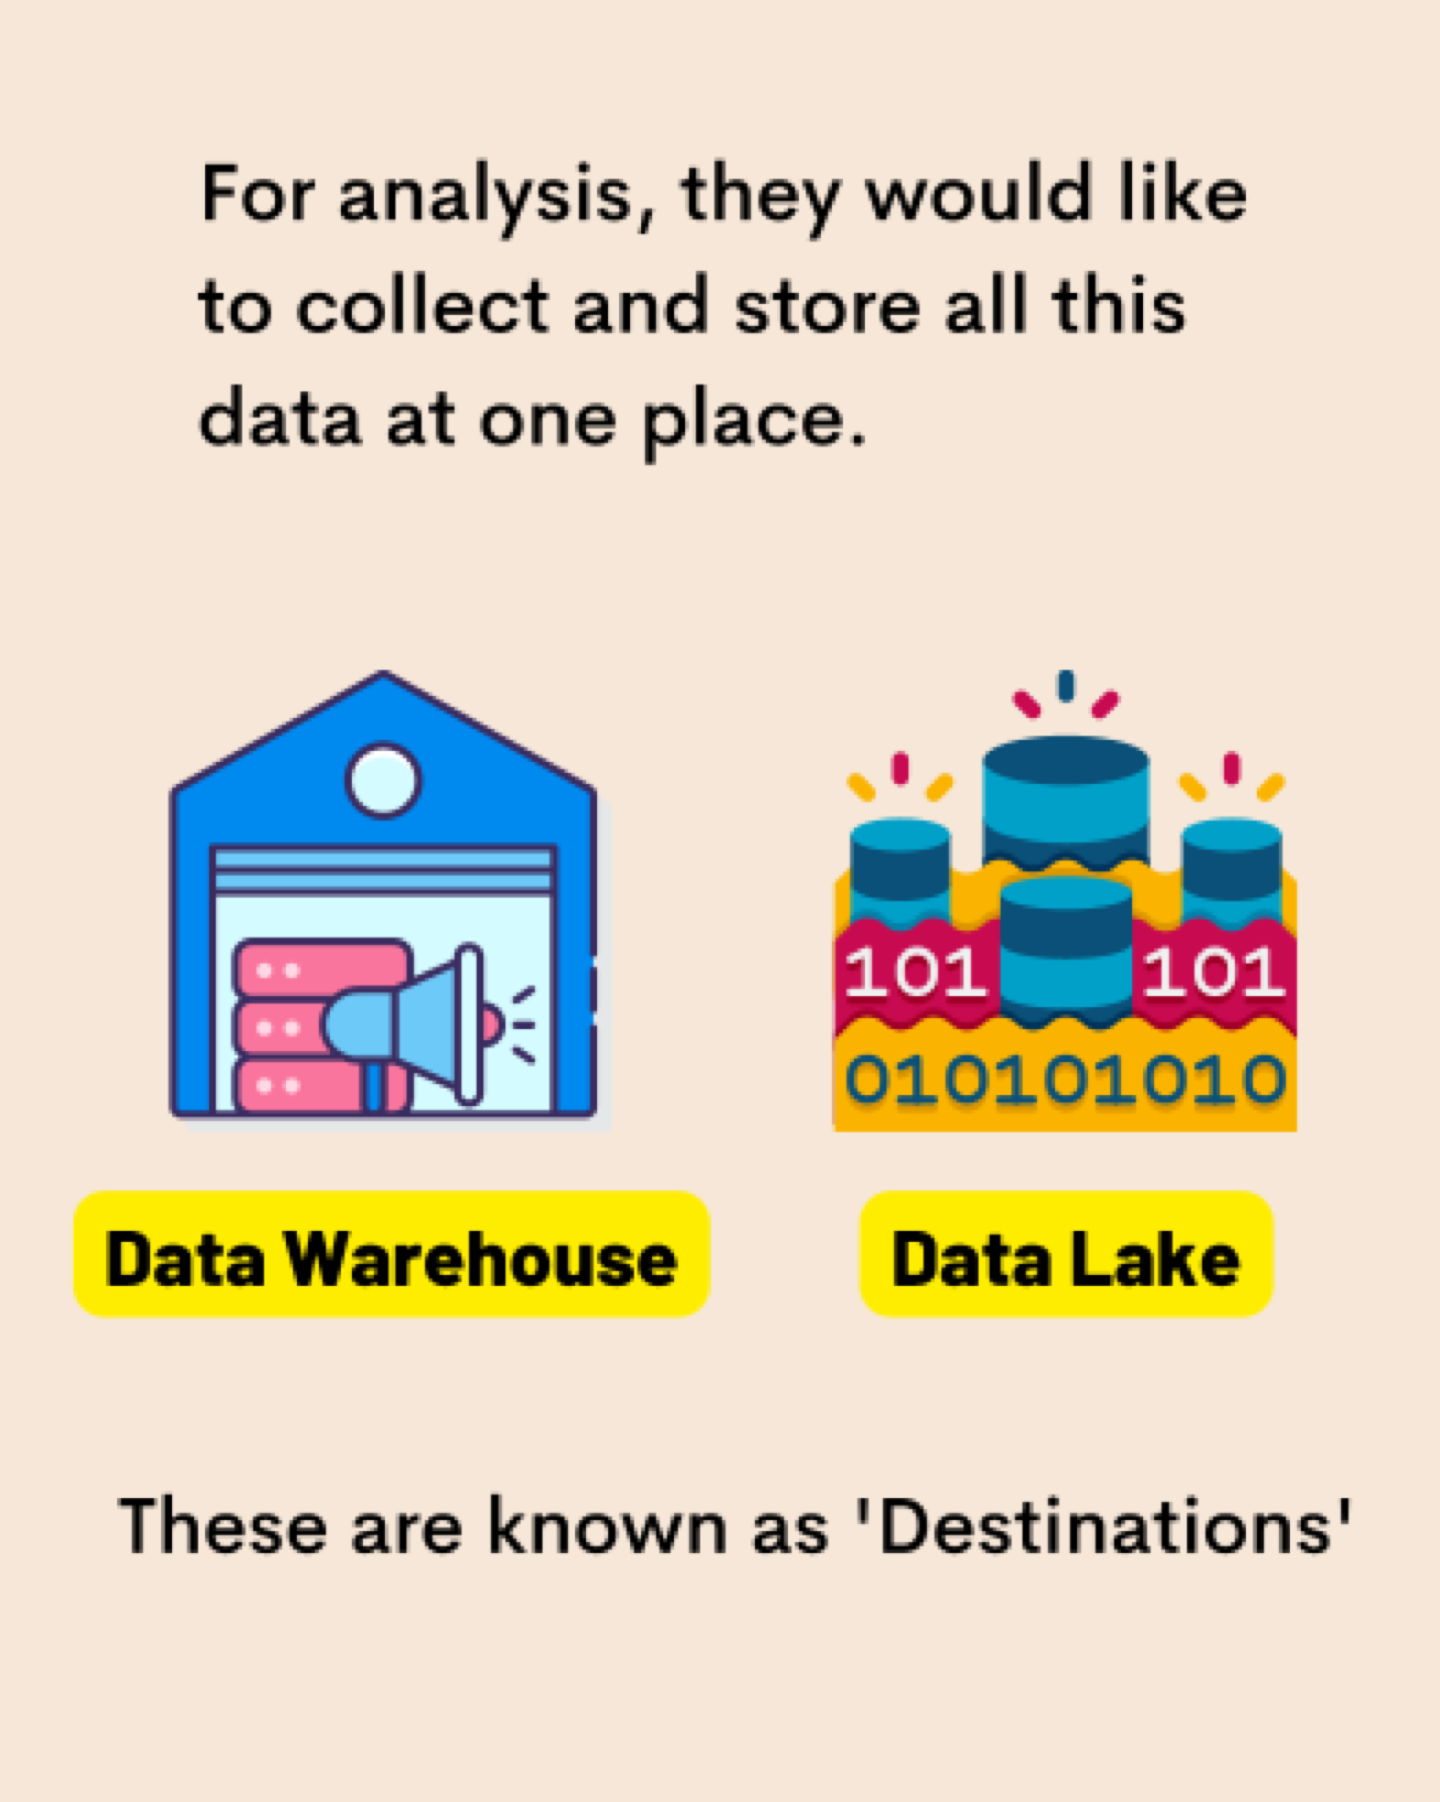 For analysis, they would like
to collect and store all this
data at one place.
101 101
010101010
Data Warehouse Data Lake
These are known as 'Destinations'